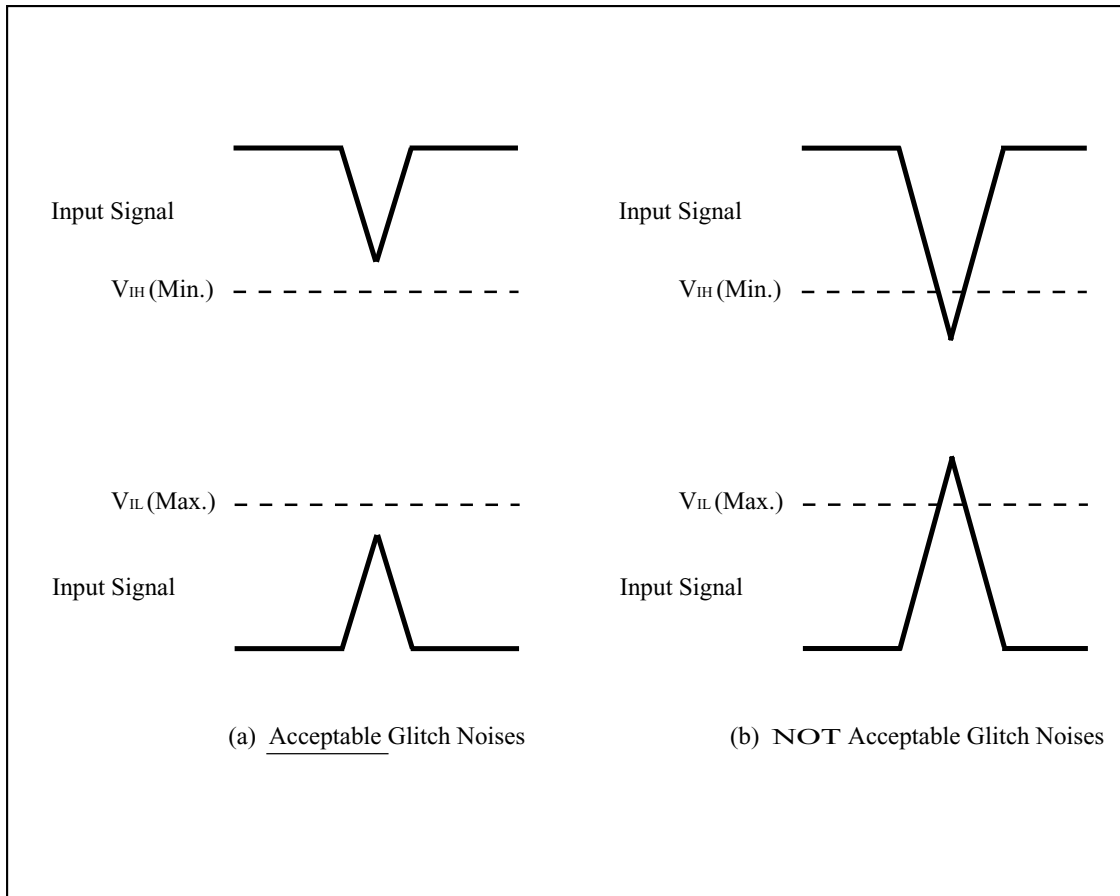 Input Signal
VIH (Min.)
VIL (Max.)
Input Signal
(a) Acceptable Glitch Noises
Input Signal
VIH (Min.)
VIL (Max.)
Input Signal
(b) NOT Acceptable Glitch Noises